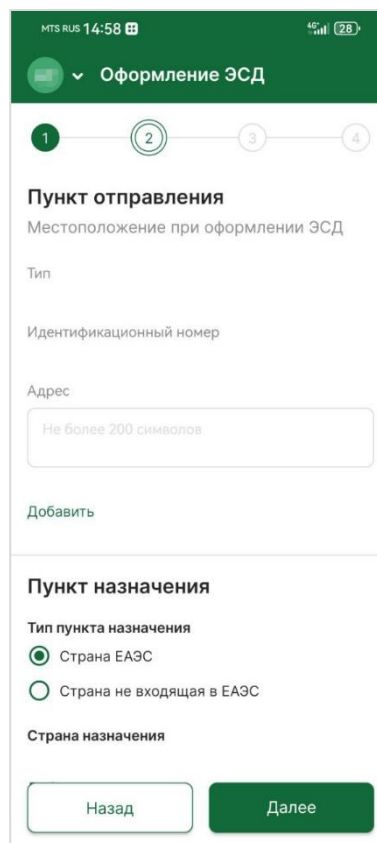 MTS RUS 14:58
4G 28
Оформление ЭСД
1 2 3 4
Пункт отправления
Местоположение при оформлении ЭСД
Тип
Идентификационный номер
Адрес
Не более 200 символов
Добавить
Пункт назначения
Тип пункта назначения
Страна ЕАЭС
Страна не входящая в ЕАЭС
Страна назначения
Назад Далее